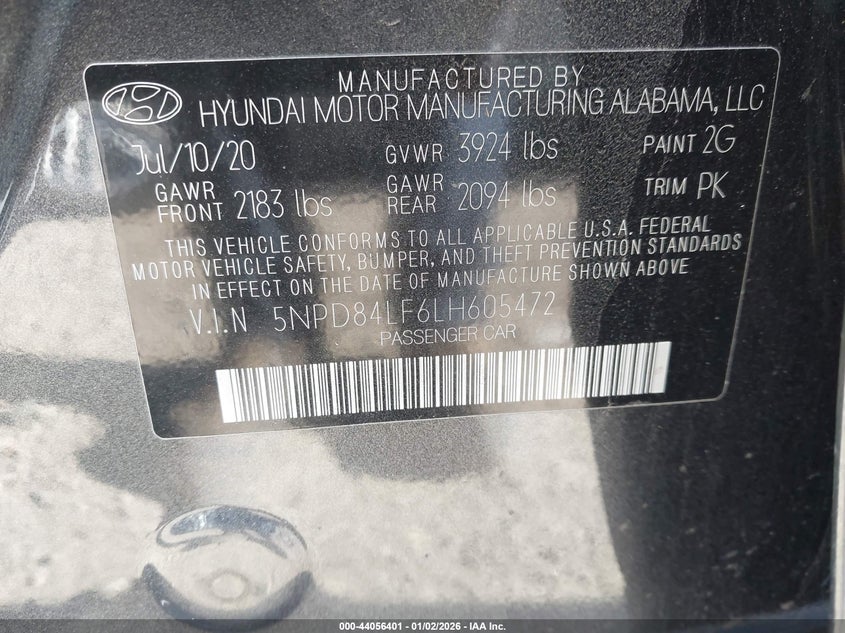 MANUFACTURED BY
HYUNDAI MOTOR MANUFACTURING ALABAMA, LLC
Jul/10/20 GVWR 3924 lbs PAINT 2G
GAWR FRONT 2183 lbs GAWR REAR 2094 lbs TRIM PK
THIS VEHICLE CONFORMS TO ALL APPLICABLE U.S.A. FEDERAL
MOTOR VEHICLE SAFETY, BUMPER, AND THEFT PREVENTION STANDARDS
IN EFFECT ON THE DATE OF MANUFACTURE SHOWN ABOVE
V.I.N 5NPD84LF6LH605472
PASSENGER CAR
000-44056401 - 01/02/2026 - IAA Inc.